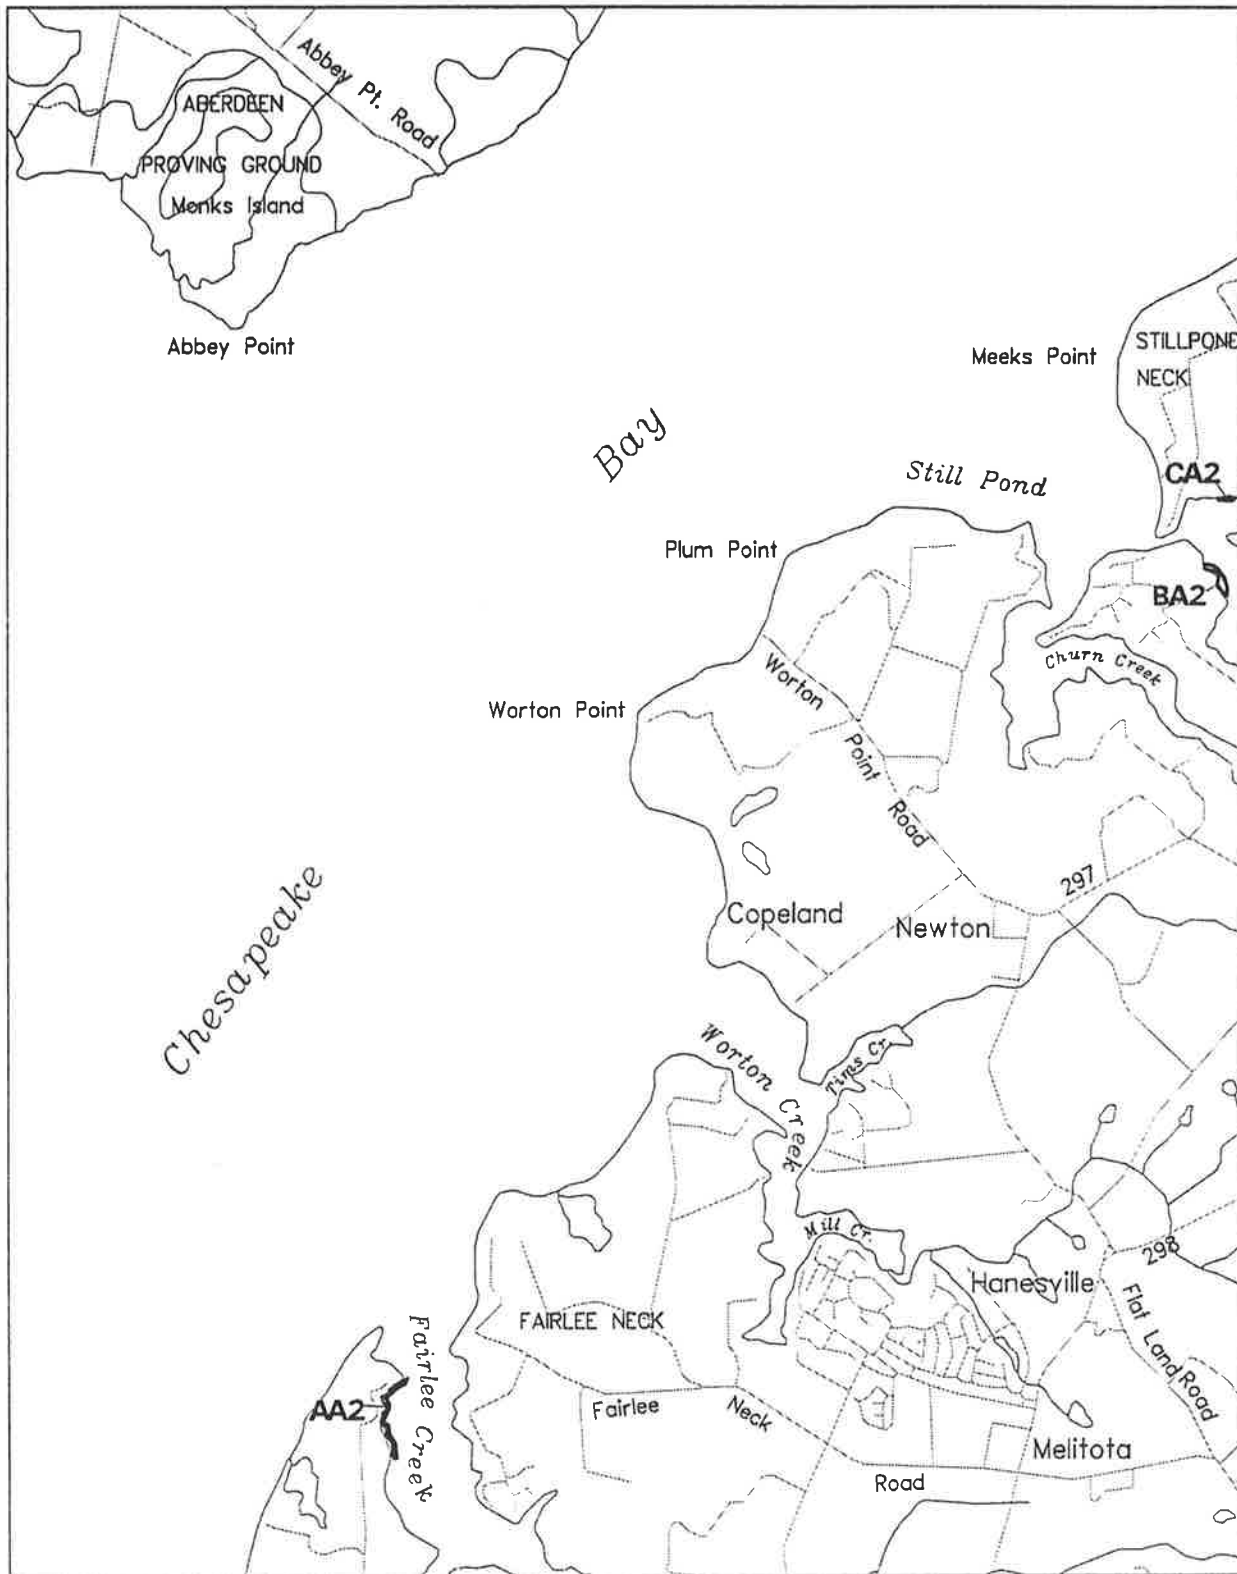 Abbey Pt. Road
ABERDEEN
PROVING GROUND
Monks Island
Abbey Point
Meeks Point
STILLPOND
NECK
Bay
Still Pond
CA2
Plum Point
BA2
Churn Creek
Worton Point Road
Worton Point
297
Chesapeake
Copeland
Newton
Worton Creek
Tims Cr.
Mill Cr.
298
Hanesville
Flat Land Road
FAIRLEE NECK
Fairlee Creek
AA2
Fairlee Neck Road
Melitota